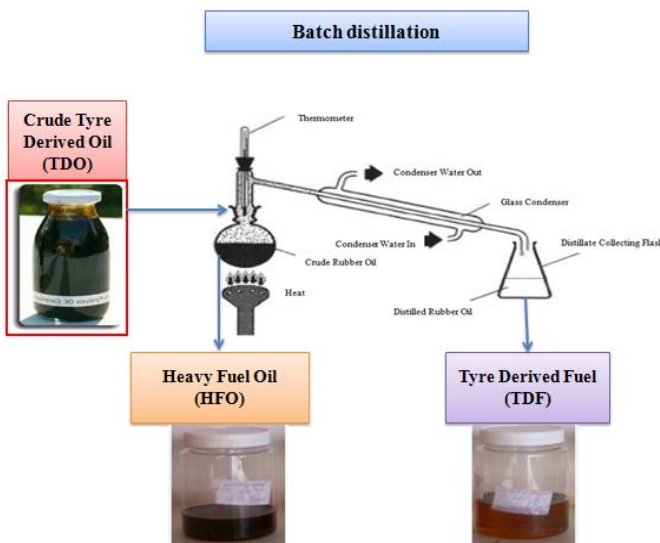 Batch distillation
Crude Tyre
Derived Oil
(TDO)
Thermometer
Condenser Water Out
Glass Condenser
Condenser Water In
Distillate Collecting Flask
Crude Rubber Oil
Heat
Distilled Rubber Oil
Heavy Fuel Oil
(HFO)
Tyre Derived Fuel
(TDF)